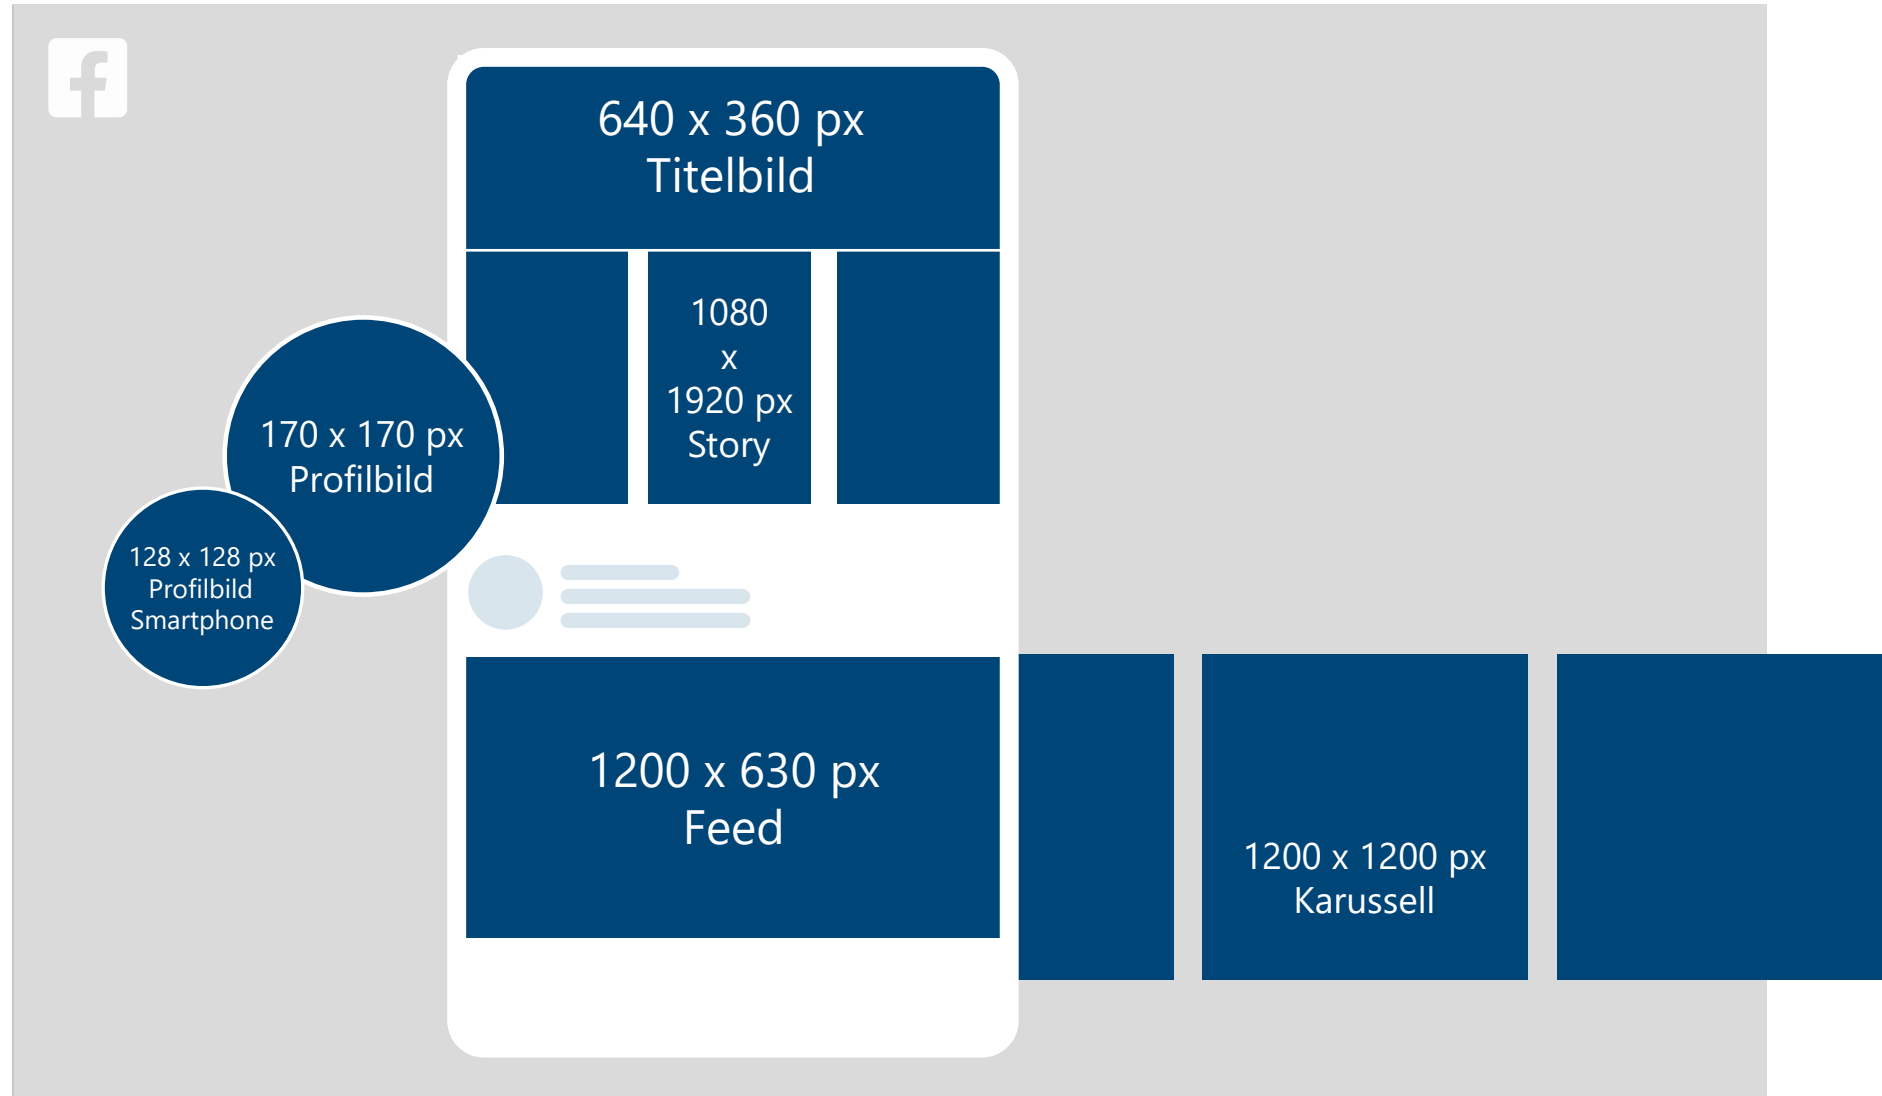 640 x 360 px
Titelbild
1080
x
1920 px
Story
170 x 170 px
Profilbild
128 x 128 px
Profilbild
Smartphone
1200 x 630 px
Feed
1200 x 1200 px
Karussell